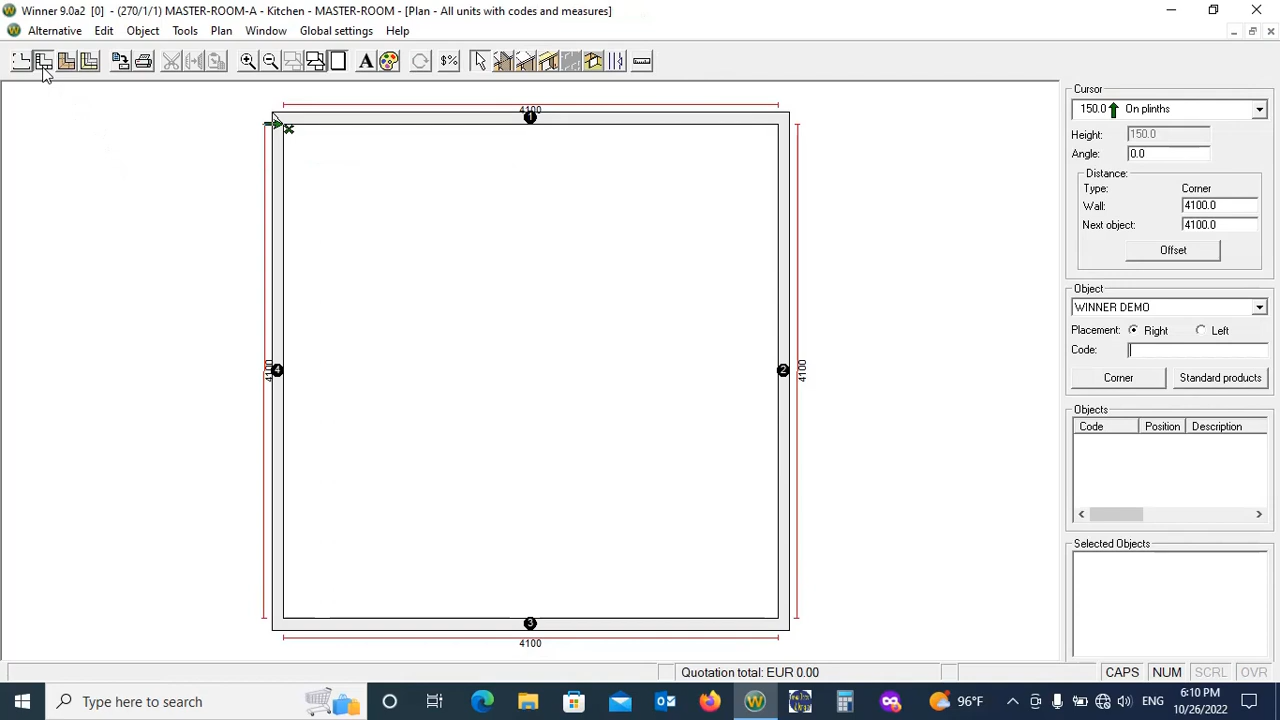 Winner 9.0a2 [0] - (270/1/1) MASTER-ROOM-A - Kitchen - MASTER-ROOM - [Plan - All units with codes and measures]
Alternative Edit Object Tools Plan Window Global settings Help
A $%
Cursor
150.0 On plinths
Height: 150.0
Angle: 0.0
Distance:
Type: Corner
Wall: 4100.0
Next object: 4100.0
Offset
Object
WINNER DEMO
Placement: Right Left
Code:
Corner Standard products
Objects
Code Position Description
Selected Objects
4100
1
4100
4
2
4100
3
4100
Quotation total: EUR 0.00
CAPS NUM SCRL OVR
Type here to search
96°F
ENG
6:10 PM
10/26/2022